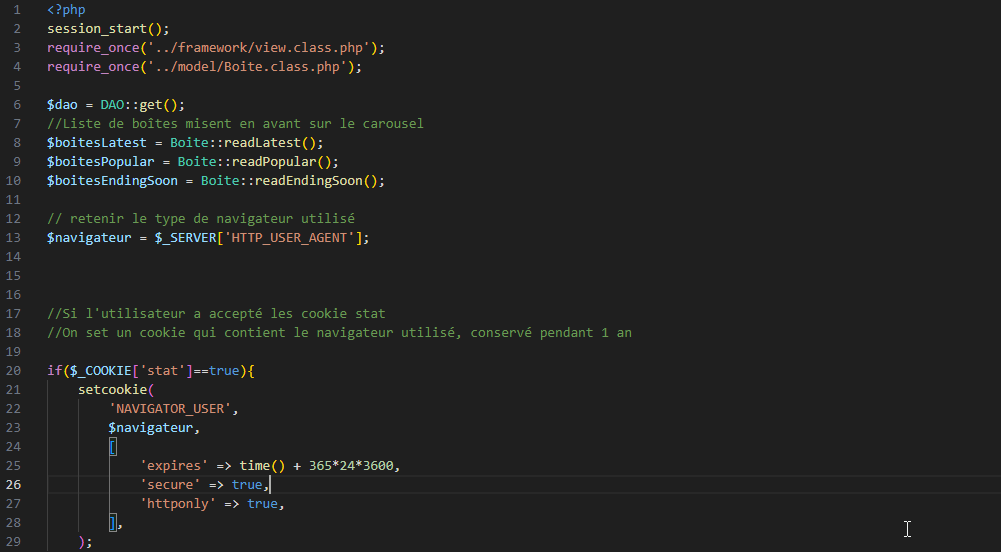 1 <?php
2 session_start();
3 require_once('../framework/view.class.php');
4 require_once('../model/Boite.class.php');
5
6 $dao = DAO::get();
7 //Liste de boîtes misent en avant sur le carousel
8 $boitesLatest = Boite::readLatest();
9 $boitesPopular = Boite::readPopular();
10 $boitesEndingSoon = Boite::readEndingSoon();
11
12 // retenir le type de navigateur utilisé
13 $navigateur = $_SERVER['HTTP_USER_AGENT'];
14
15
16
17 //Si l'utilisateur a accepté les cookie stat
18 //On set un cookie qui contient le navigateur utilisé, conservé pendant 1 an
19
20 if($_COOKIE['stat']==true){
21 setcookie(
22 'NAVIGATOR_USER',
23 $navigateur,
24 [
25 'expires' => time() + 365*24*3600,
26 'secure' => true,
27 'httponly' => true,
28 ],
29 );